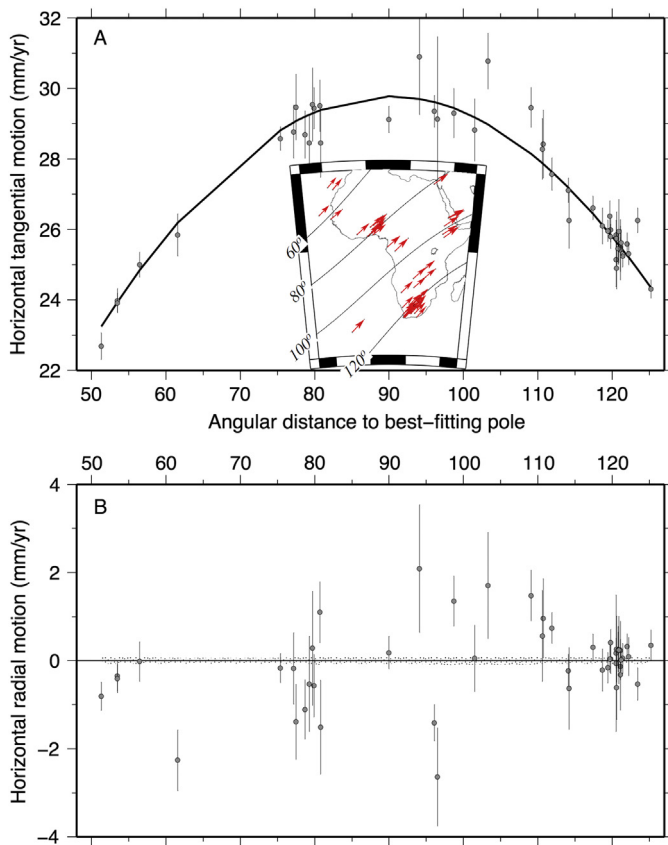 32
A
30
28
26
24
22
Horizontal tangential motion (mm/yr)
60°
80°
100°
120°
50 60 70 80 90 100 110 120
Angular distance to best−fitting pole
50 60 70 80 90 100 110 120
4
B
2
0
−2
−4
Horizontal radial motion (mm/yr)